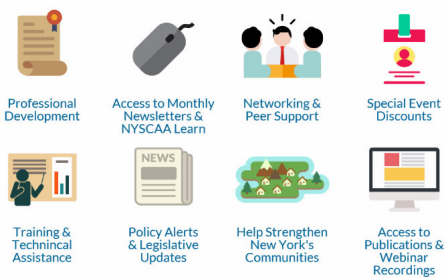 Professional
Development
Access to Monthly
Newsletters &
NYSCAA Learn
Networking &
Peer Support
Special Event
Discounts
NEWS
Training &
Technincal
Assistance
Policy Alerts
& Legislative
Updates
Help Strengthen
New York's
Communities
Access to
Publications &
Webinar
Recordings